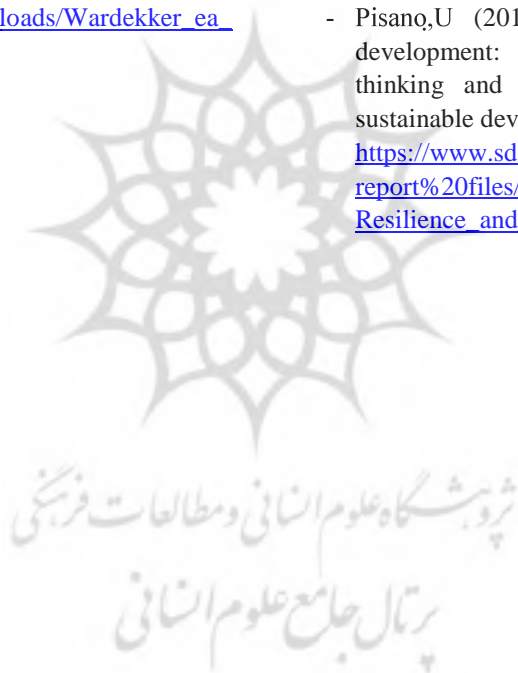 loads/Wardekker_ea_
- Pisano,U (201
development:
thinking and
sustainable dev
https://www.sd
report%20files/
Resilience_and
پژوهشگاه علوم انسانی و مطالعات فرهنگی
پرتال جامع علوم انسانی